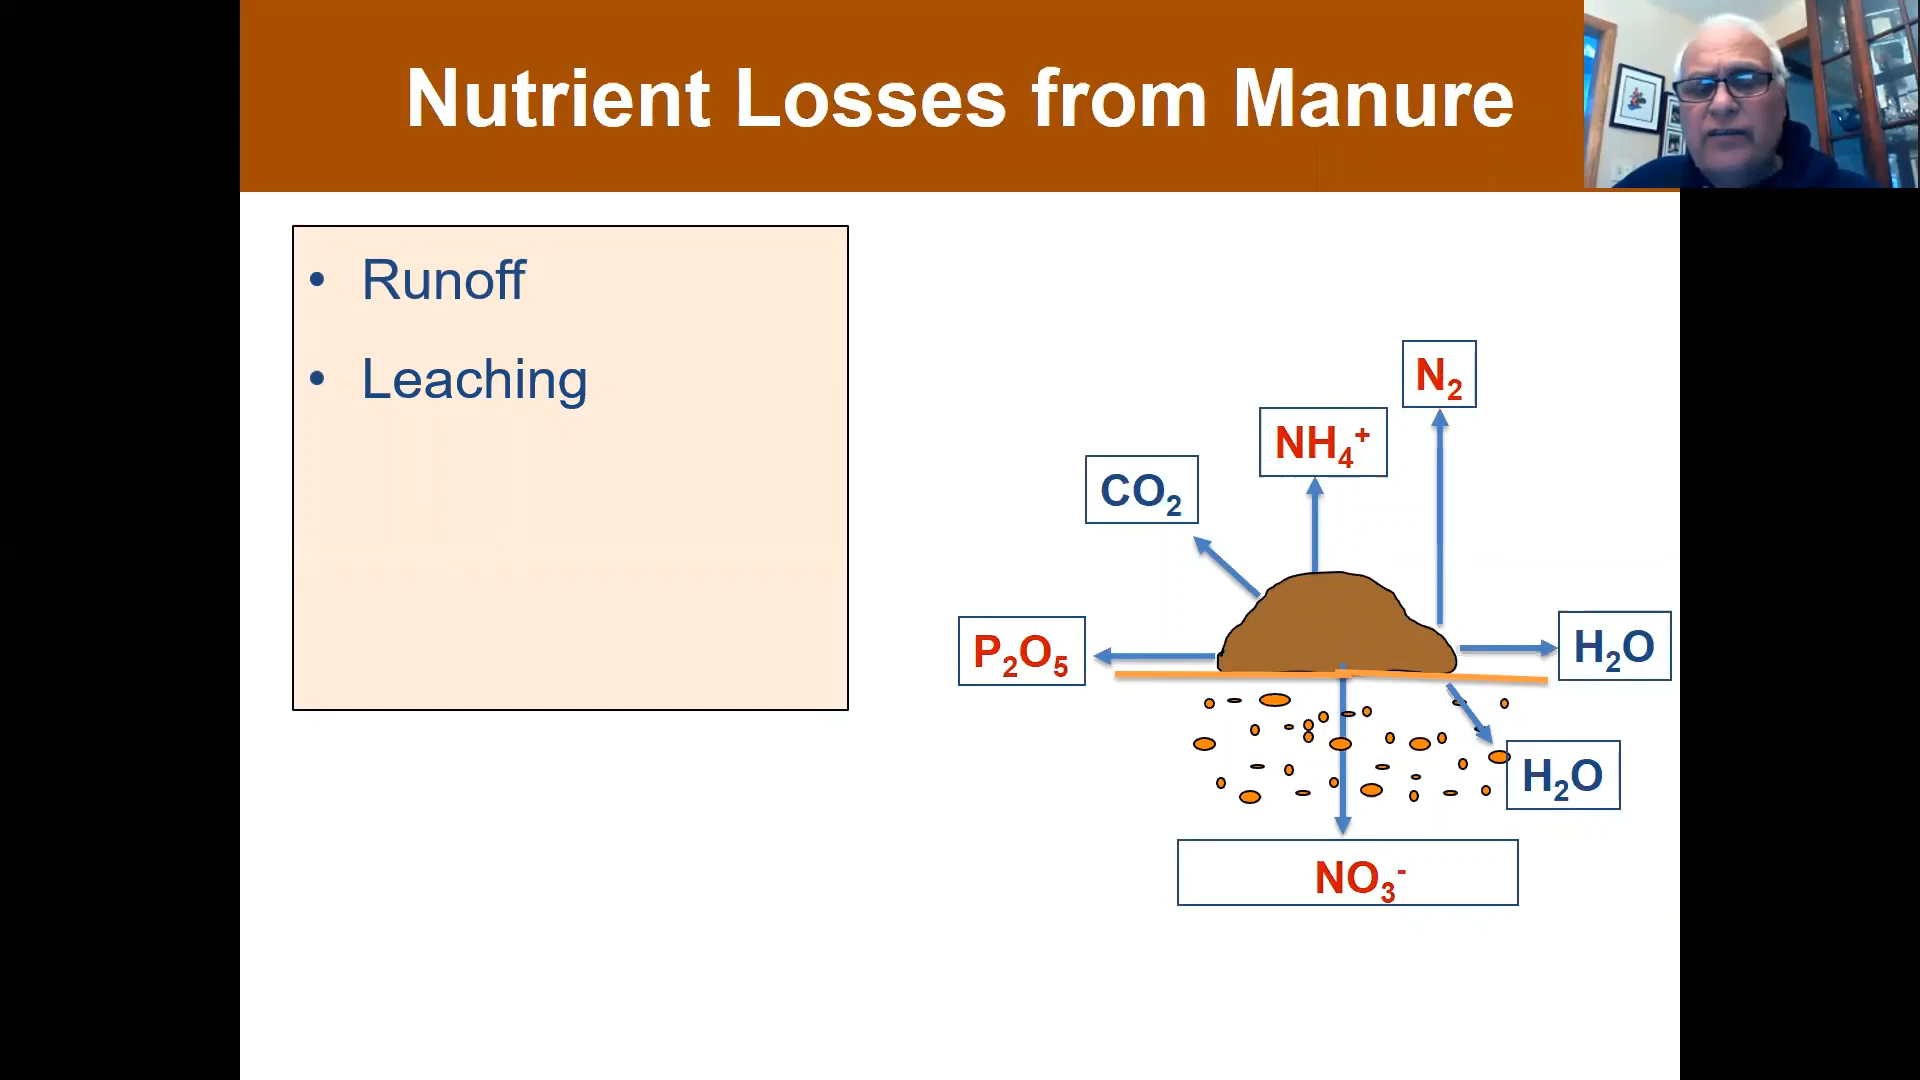 Nutrient Losses from Manure
• Runoff
• Leaching
N₂
NH₄⁺
CO₂
P₂O₅
H₂O
H₂O
NO₃⁻